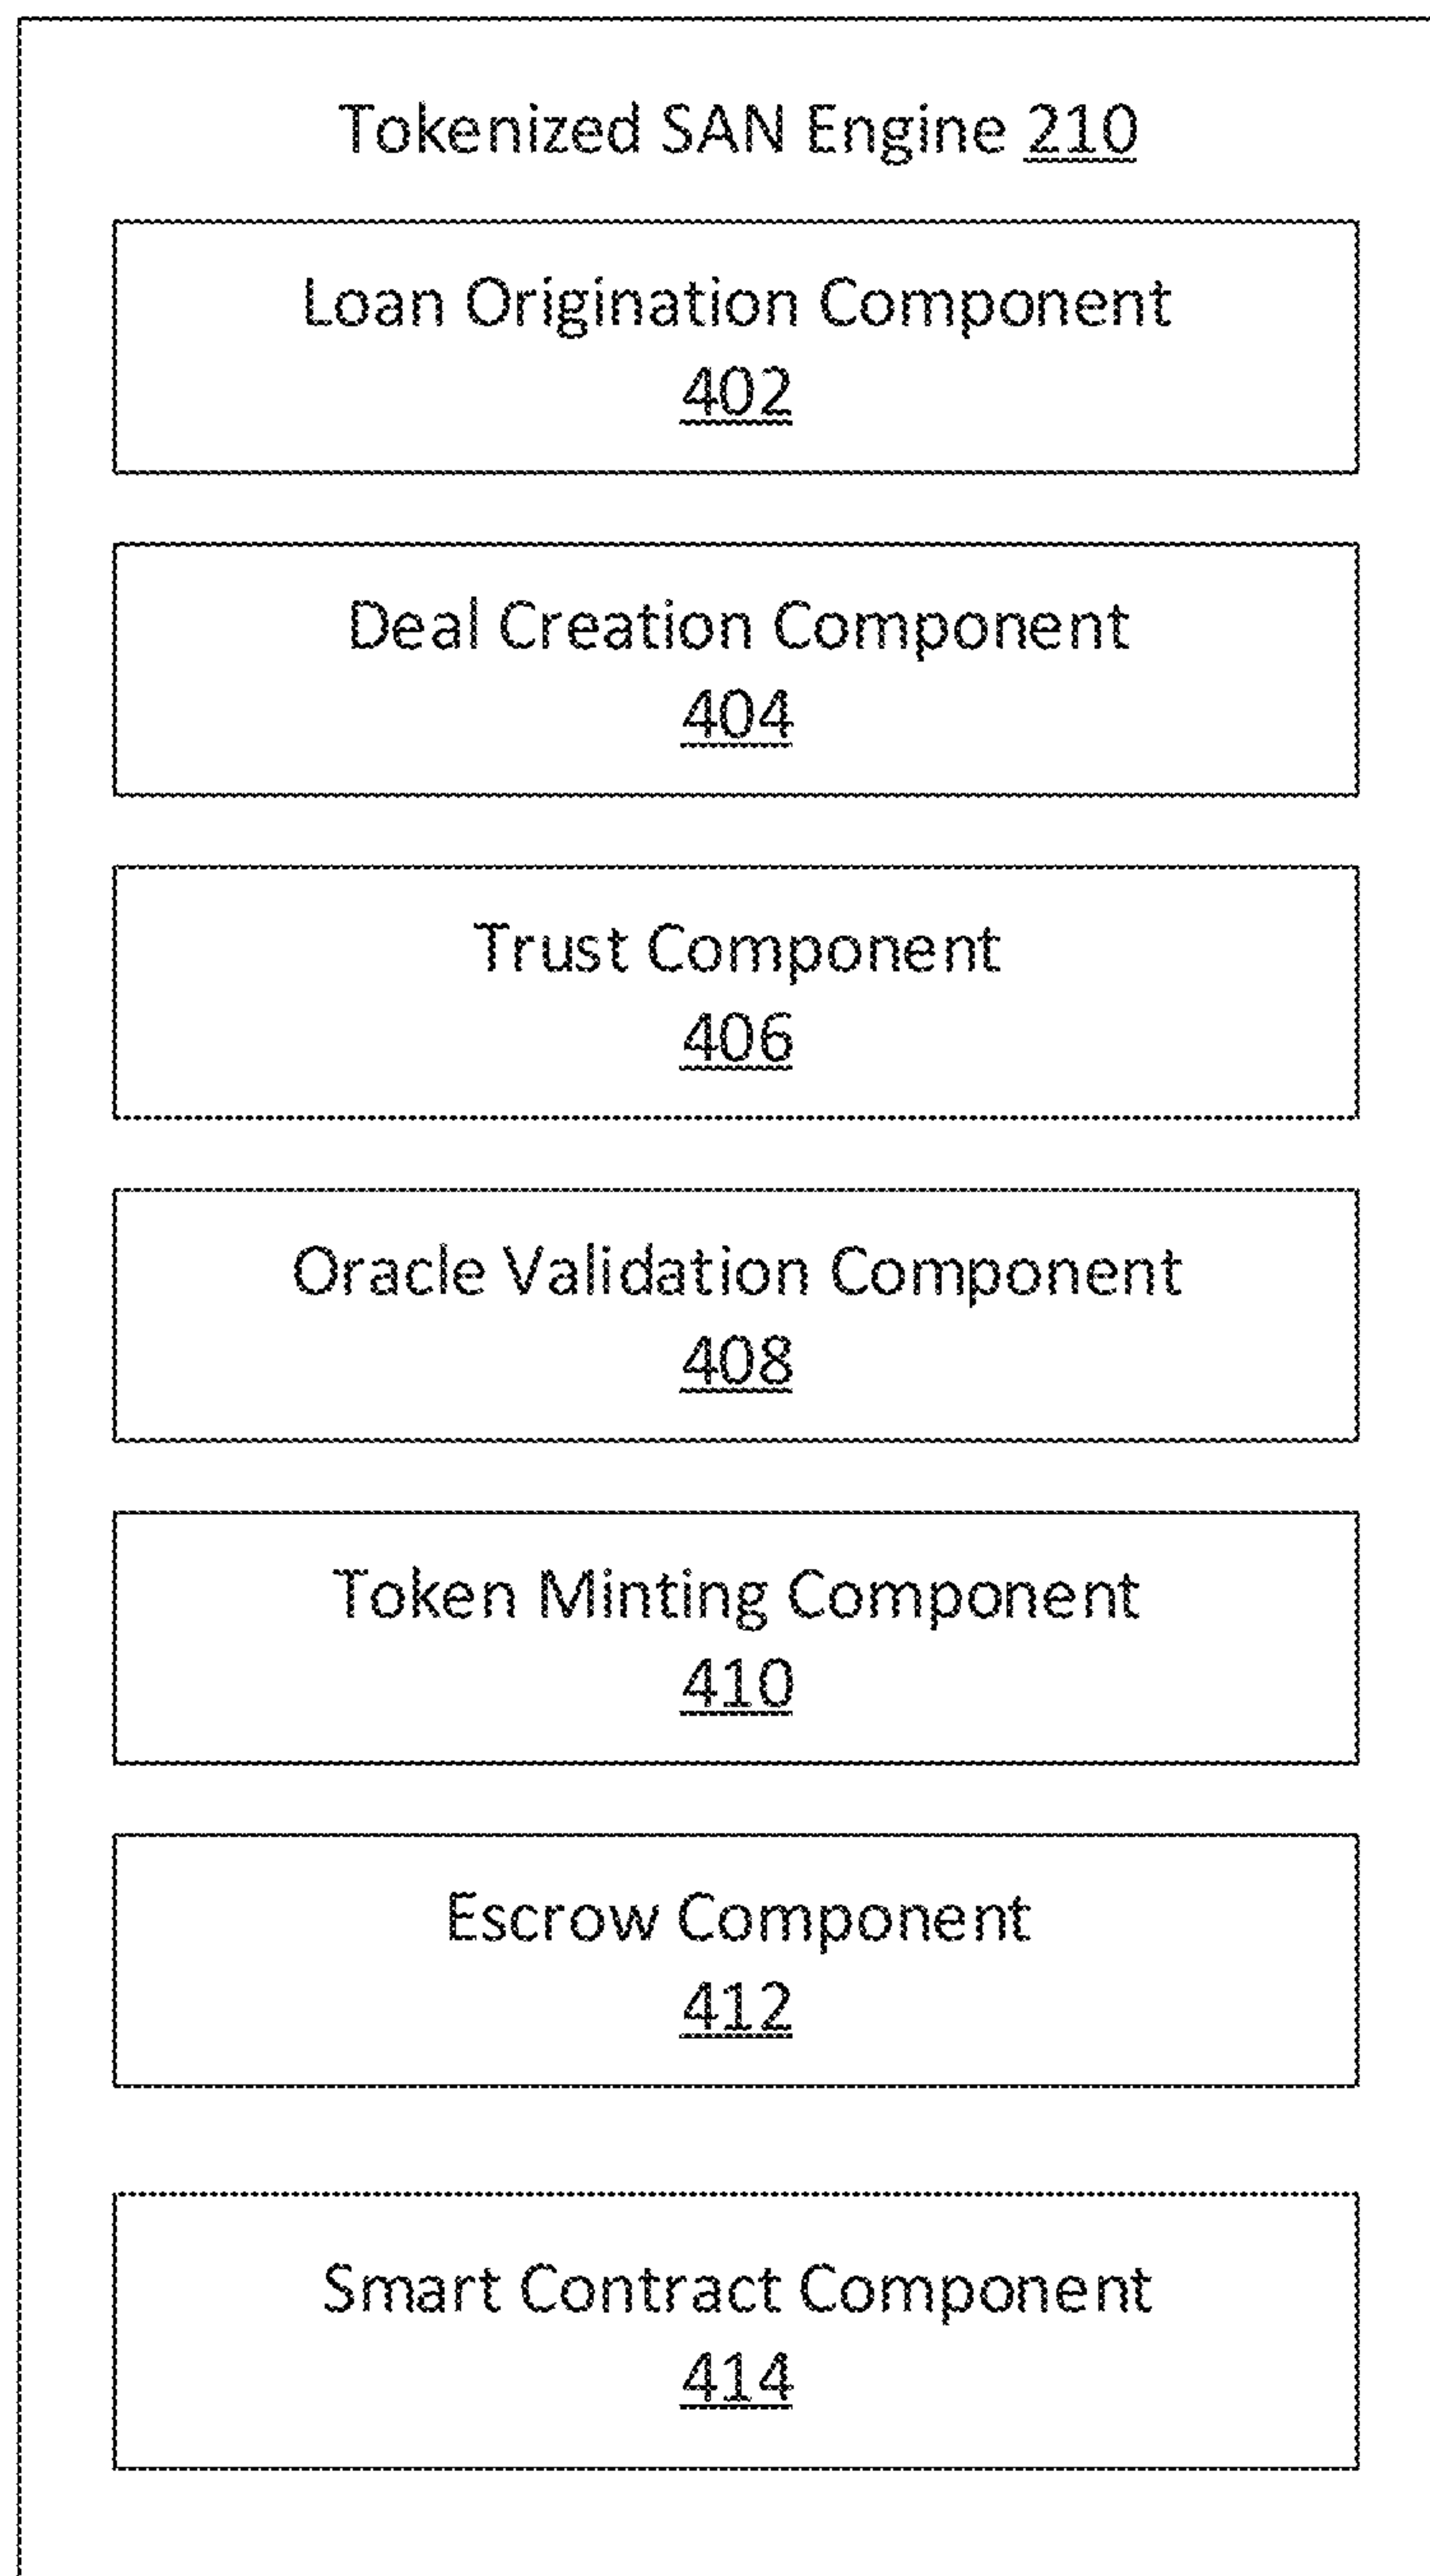 Tokenized SAN Engine 210
Loan Origination Component
402
Deal Creation Component
404
Trust Component
406
Oracle Validation Component
408
Token Minting Component
410
Escrow Component
412
Smart Contract Component
414